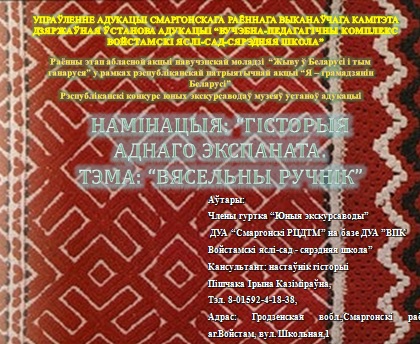 УПРАЎЛЕННЕ АДУКАЦЫІ СМАРГОНСКАГА РАЁННАГА ВЫКАНАЎЧАГА КАМІТЭТА
ДЗЯРЖАЎНАЯ ЎСТАНОВА АДУКАЦЫІ "ВУЧЭБНА-ПЕДАГАГІЧНЫ КОМПЛЕКС
ВОЙСТАМСКІ ЯСЛІ-САД-СЯРЭДНЯЯ ШКОЛА"
Раённы этап абласной акцыі навучэнскай моладзі "Жыву ў Беларусі і тым
ганаруся" у рамках рэспубліканскай патрыятычнай акцыі "Я – грамадзянін
Беларусі"
Рэспубліканскі конкурс юных экскурсаводаў музеяў устаноў адукацыі
НАМІНАЦЫЯ: "ГІСТОРЫЯ
АДНАГО ЭКСПАНАТА.
ТЭМА: "ВЯСЕЛЬНЫ РУЧНІК"
Аўтары:
Члены гуртка "Юныя экскурсаводы"
ДУА "Смаргонскі РЦДТМ" на базе ДУА "ВПК
Войстамскі яслі-сад - сярэдняя школа"
Кансультант: настаўнік гісторыі
Пішчака Ірына Казіміраўна,
Тэл. 8-01592-4-18-38,
Адрас: Гродзенская вобл.,Смаргонскі раё
аг.Войстам, вул. Школьная,1